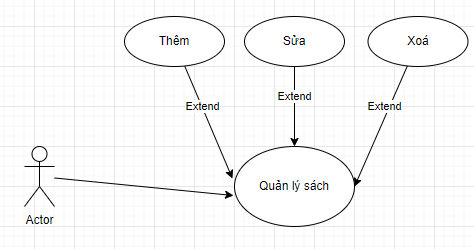 Thêm
Sửa
Xoá
Extend
Extend
Extend
Quản lý sách
Actor